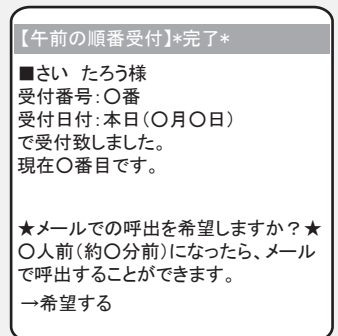 【午前の順番受付】*完了*
■さい たろう様
受付番号:〇番
受付日付:本日(〇月〇日)
で受付致しました。
現在〇番目です。
★メールでの呼出を希望しますか?★
〇人前(約〇分前)になったら、メール
で呼出することができます。
→希望する